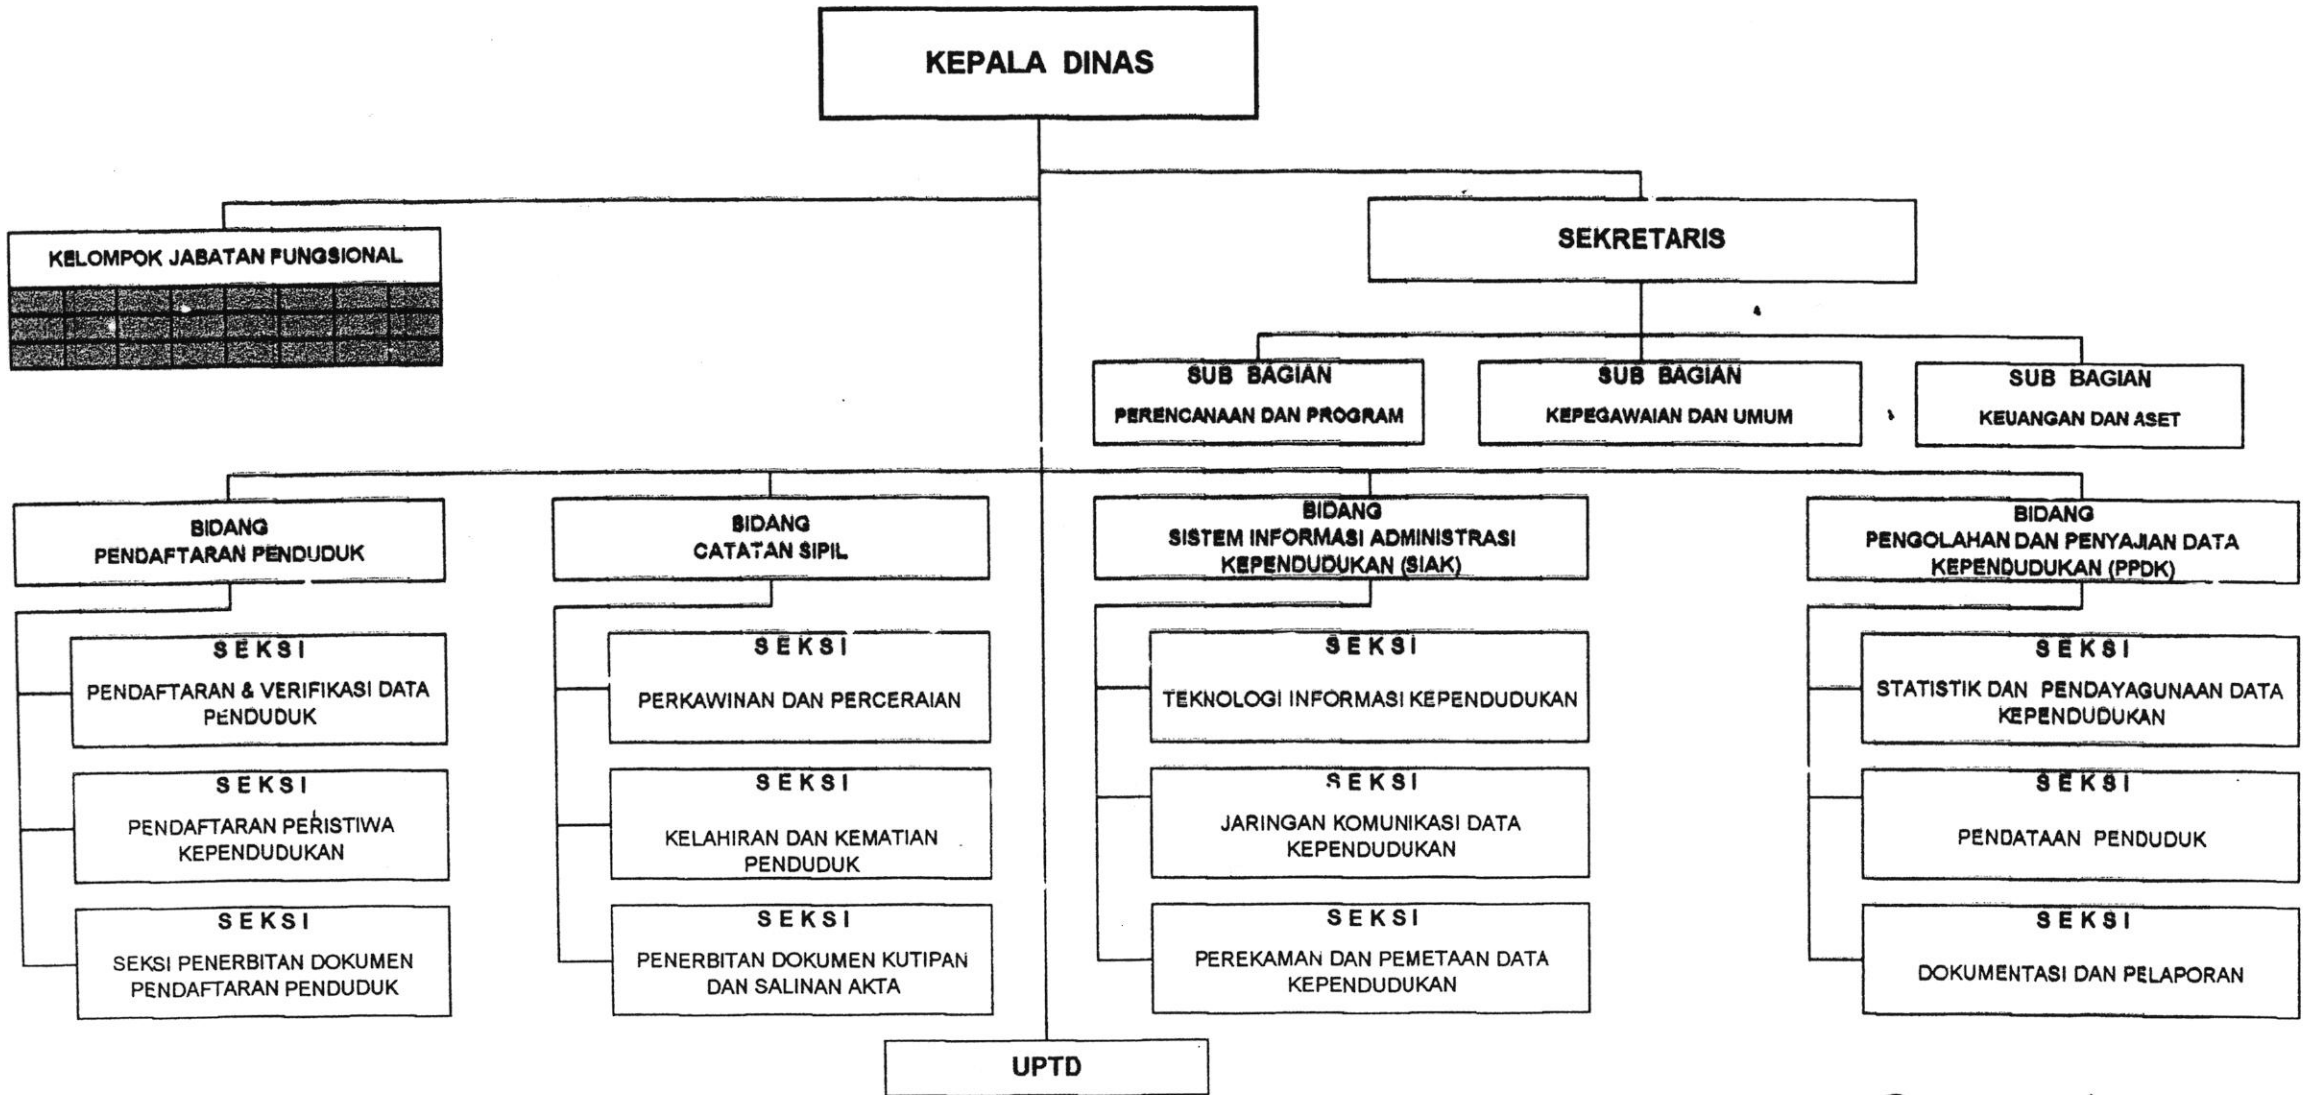 KEPALA DINAS
KELOMPOK JABATAN FUNGSIONAL
SEKRETARIS
SUB BAGIAN
PERENCANAAN DAN PROGRAM
SUB BAGIAN
KEPEGAWAIAN DAN UMUM
SUB BAGIAN
KEUANGAN DAN ASET
BIDANG
PENDAFTARAN PENDUDUK
BIDANG
CATATAN SIPIL
BIDANG
SISTEM INFORMASI ADMINISTRASI
KEPENDUDUKAN (SIAK)
BIDANG
PENGOLAHAN DAN PENYAJIAN DATA
KEPENDUDUKAN (PPDK)
SEKSI
PENDAFTARAN & VERIFIKASI DATA
PENDUDUK
SEKSI
PENDAFTARAN PERISTIWA
KEPENDUDUKAN
SEKSI
SEKSI PENERBITAN DOKUMEN
PENDAFTARAN PENDUDUK
SEKSI
PERKAWINAN DAN PERCERAIAN
SEKSI
KELAHIRAN DAN KEMATIAN
PENDUDUK
SEKSI
PENERBITAN DOKUMEN KUTIPAN
DAN SALINAN AKTA
SEKSI
TEKNOLOGI INFORMASI KEPENDUDUKAN
SEKSI
JARINGAN KOMUNIKASI DATA
KEPENDUDUKAN
SEKSI
PEREKAMAN DAN PEMETAAN DATA
KEPENDUDUKAN
SEKSI
STATISTIK DAN PENDAYAGUNAAN DATA
KEPENDUDUKAN
SEKSI
PENDATAAN PENDUDUK
SEKSI
DOKUMENTASI DAN PELAPORAN
UPTD